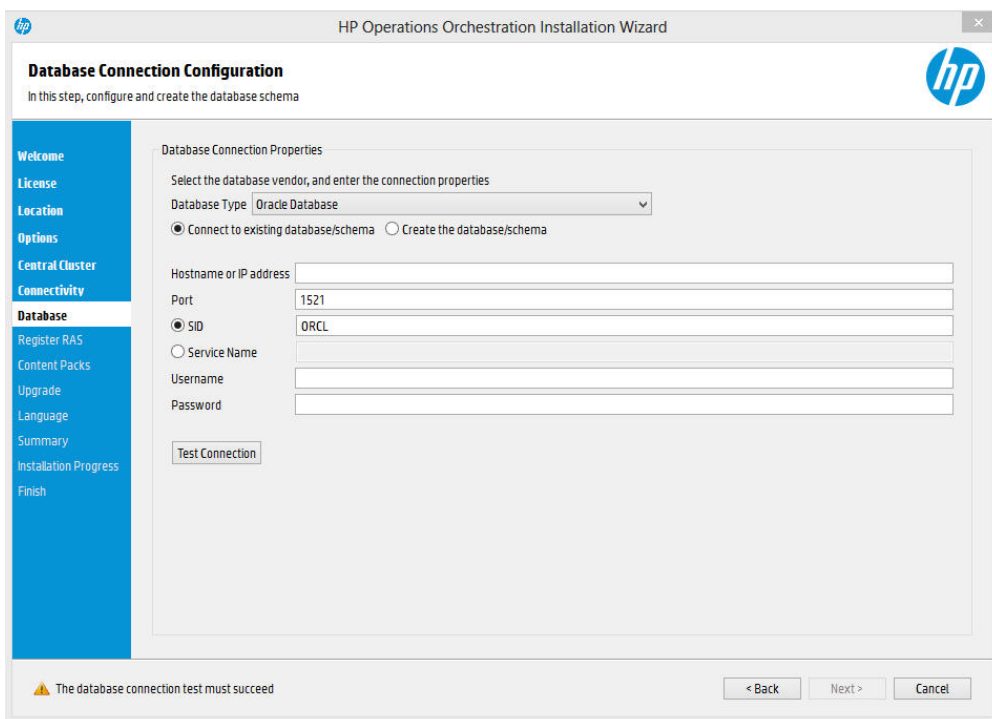 hp
HP Operations Orchestration Installation Wizard
Database Connection Configuration
In this step, configure and create the database schema
hp
Welcome
License
Location
Options
Central Cluster
Connectivity
Database
Register RAS
Content Packs
Upgrade
Language
Summary
Installation Progress
Finish
Database Connection Properties
Select the database vendor, and enter the connection properties
Database Type Oracle Database
Connect to existing database/schema Create the database/schema
Hostname or IP address
Port 1521
SID ORCL
Service Name
Username
Password
Test Connection
The database connection test must succeed
< Back Next > Cancel